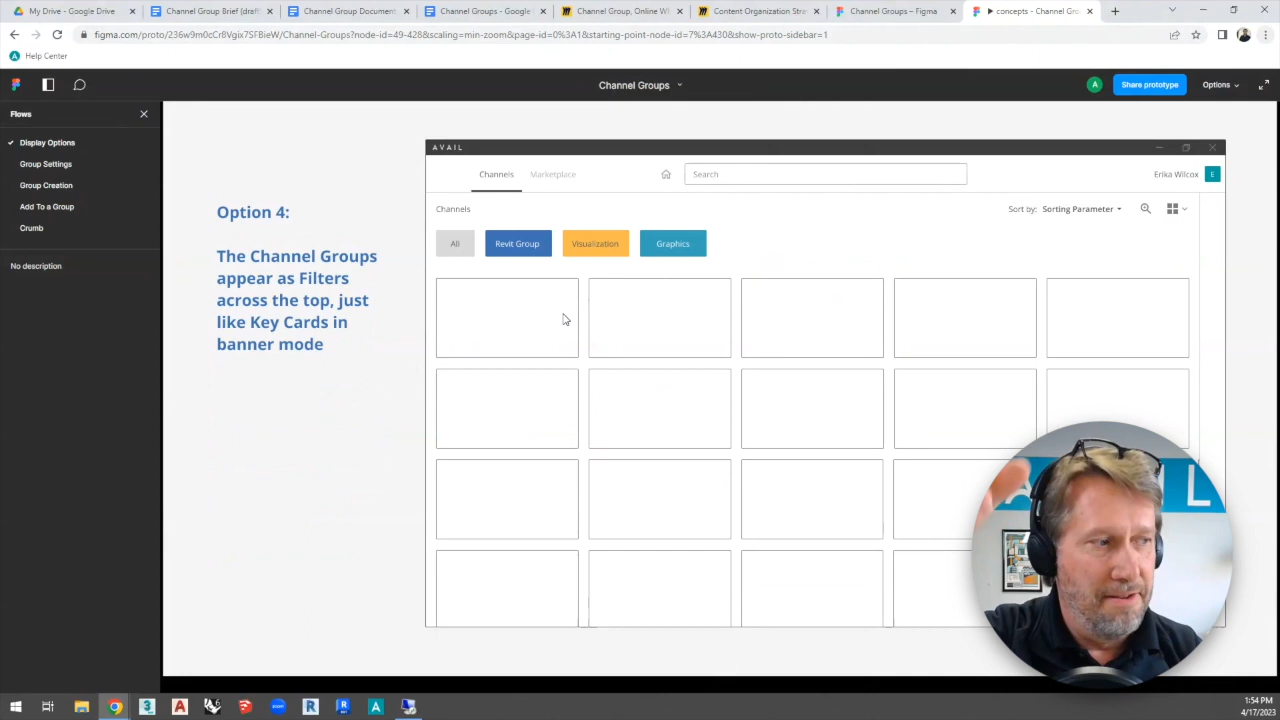 My Drive - Google Drive
Channel Group Brief (draft
Channel Group Document
Channel Groups - Google
Channel Group, Online W
Content Organization Stra
Channel Groups – Figma
concepts - Channel Gro
figma.com/proto/236w9m0cCr8Vgix7SFBieW/Channel-Groups?node-id=49-428&scaling=min-zoom&page-id=0%3A1&starting-point-node-id=7%3A430&show-proto-sidebar=1
Help Center
Channel Groups
A
Share prototype
Options
Flows
Display Options
Group Settings
Group Creation
Add To a Group
Crumb
No description
Option 4:
The Channel Groups
appear as Filters
across the top, just
like Key Cards in
banner mode
AVAIL
Channels
Marketplace
Search
Erika Wilcox
E
Channels
Sort by: Sorting Parameter
All
Revit Group
Visualization
Graphics
A
I L
1:54 PM
4/17/2023